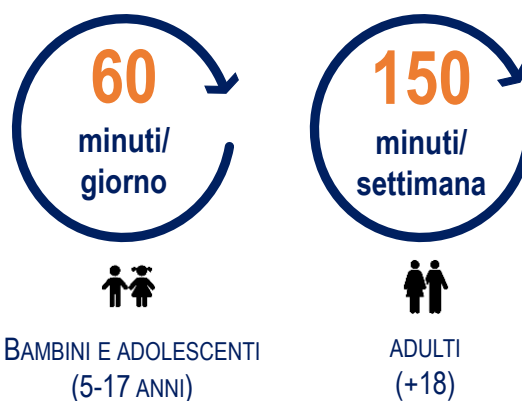 60
minuti/
giorno
BAMBINI E ADOLESCENTI
(5-17 ANNI)
150
minuti/
settimana
ADULTI
(+18)